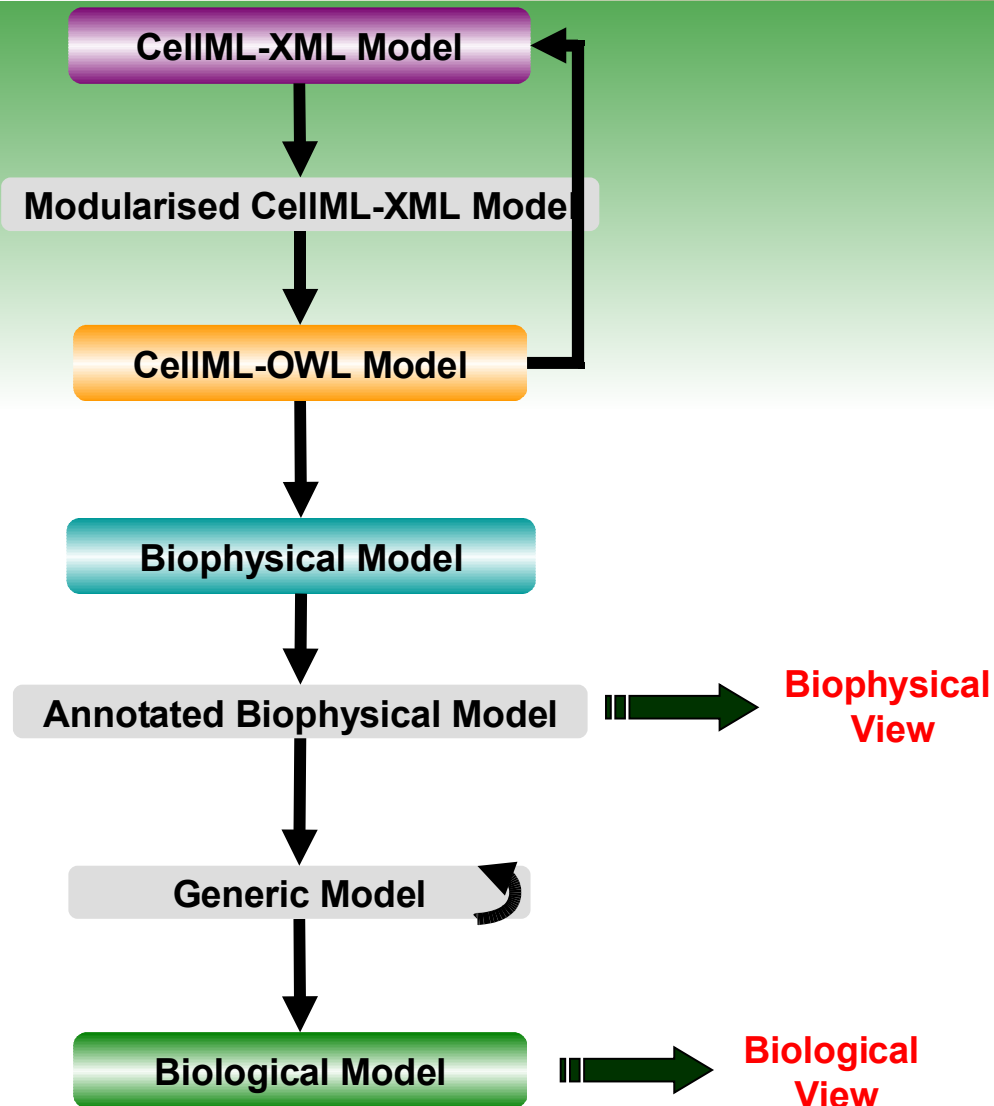 CellML-XML Model
Modularised CellML-XML Model
CellML-OWL Model
Biophysical Model
Annotated Biophysical Model
Biophysical
View
Generic Model
Biological Model
Biological
View